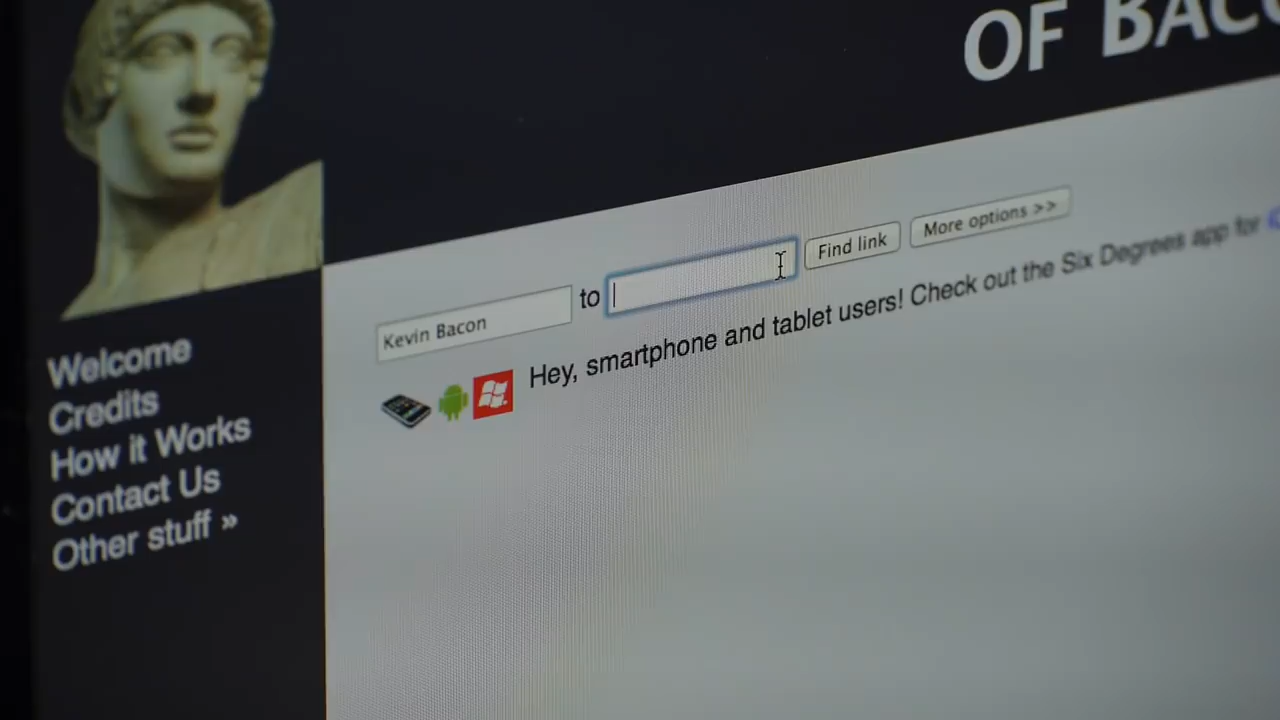 OF BACO
Kevin Bacon to Find link More options >>
Hey, smartphone and tablet users! Check out the Six Degrees app for
Welcome
Credits
How it Works
Contact Us
Other stuff »